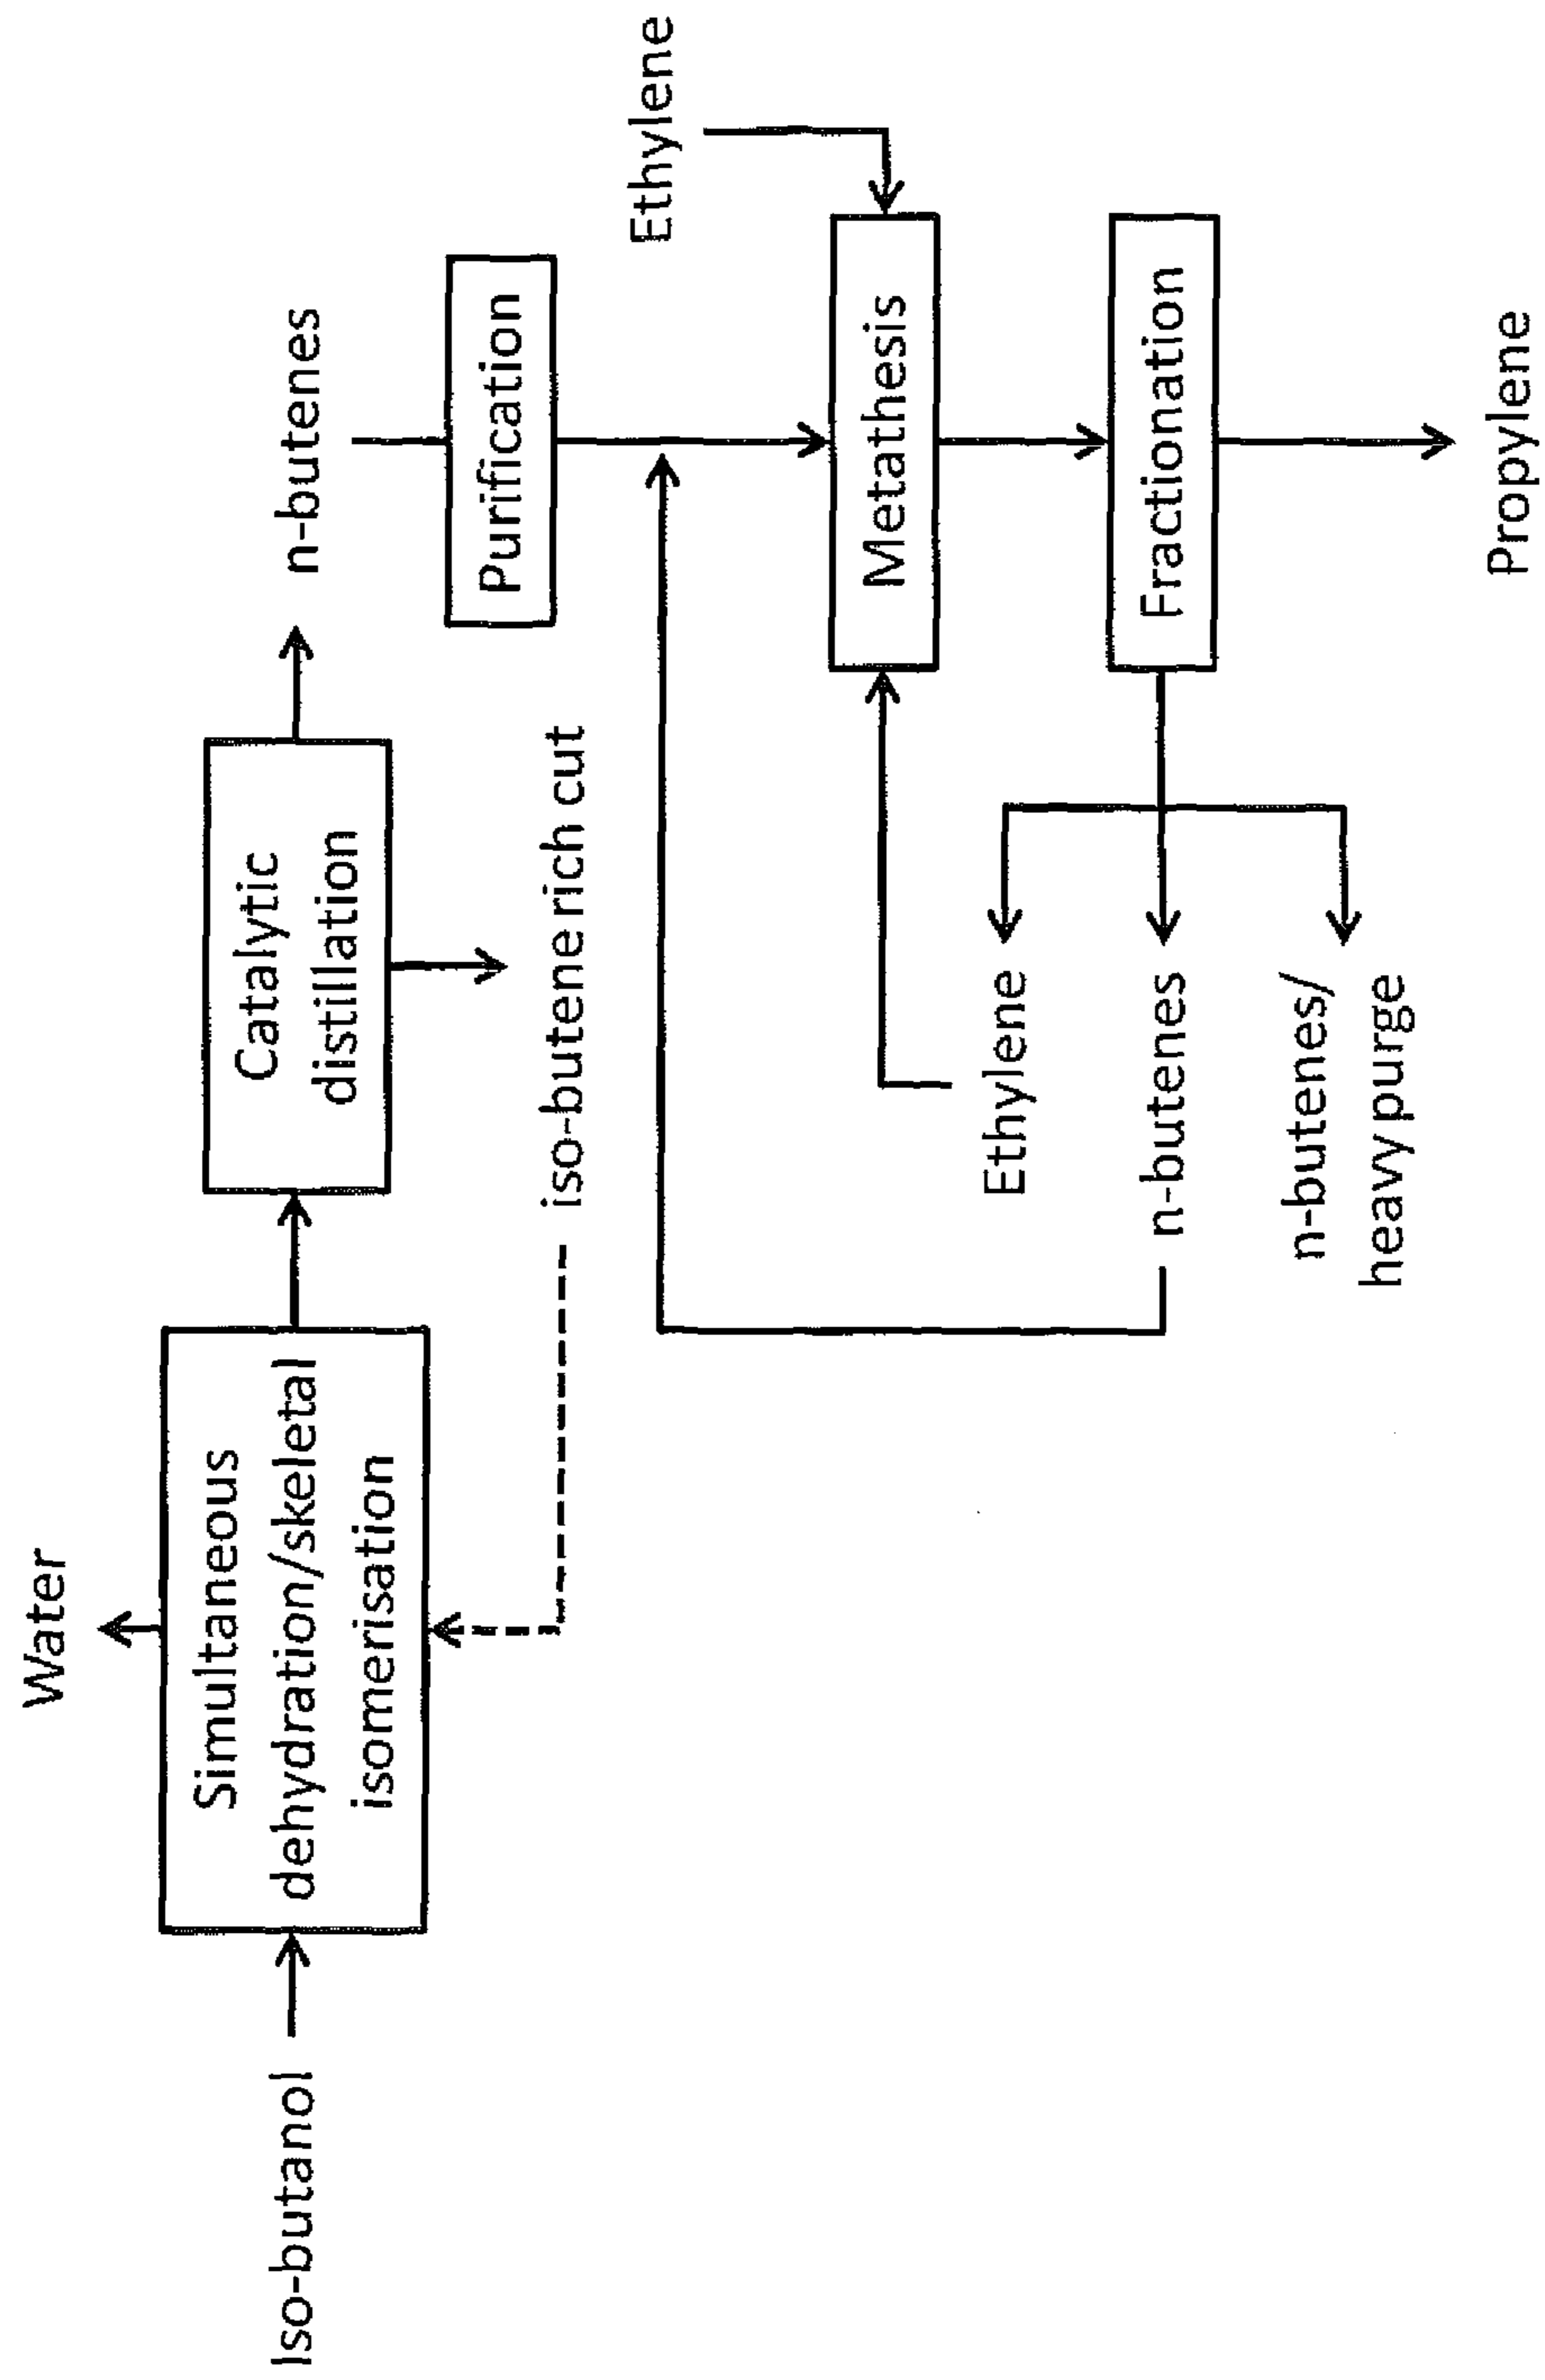 Water
Iso-butanol
Simultaneous
dehydration/skeletal
isomerisation
Catalytic
distillation
n-butenes
iso-butene rich cut
Purification
Ethylene
Metathesis
Ethylene
n-butenes
n-butenes/
heavy purge
Fractionation
Propylene